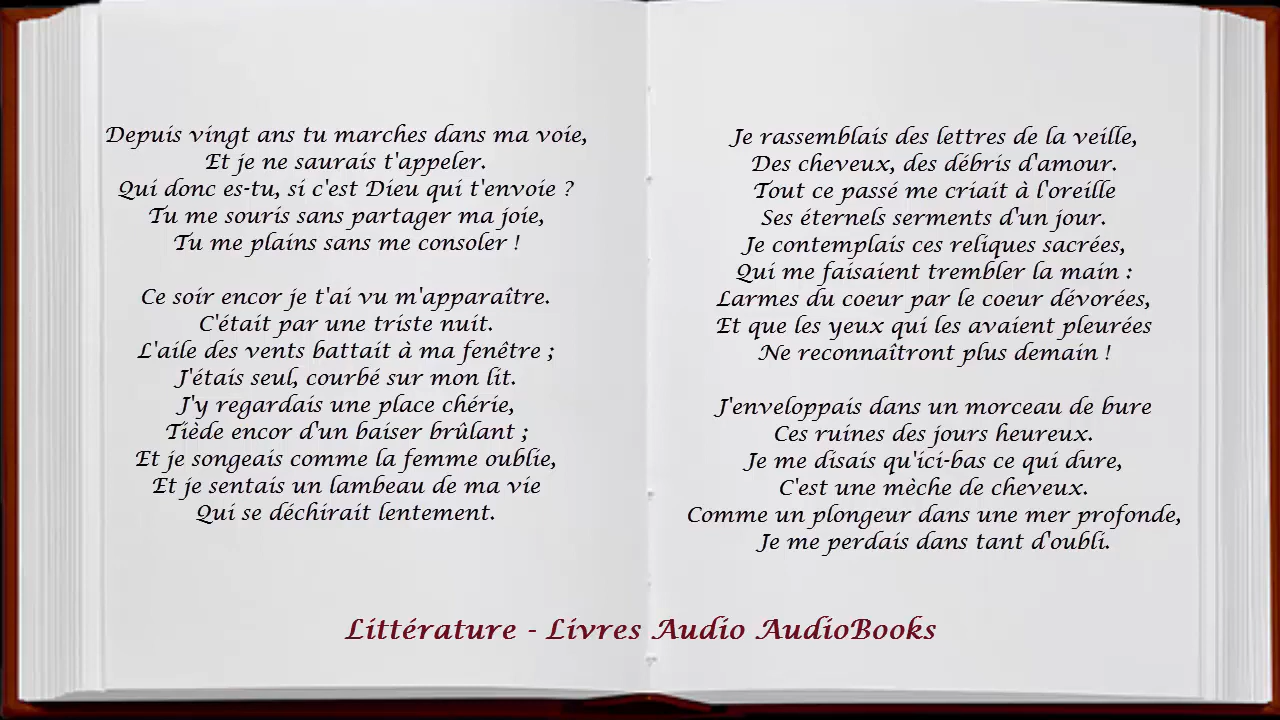 Depuis vingt ans tu marches dans ma voie,
Et je ne saurais t'appeler.
Qui donc es-tu, si c'est Dieu qui t'envoie ?
Tu me souris sans partager ma joie,
Tu me plains sans me consoler !
Ce soir encor je t'ai vu m'apparaître.
C'était par une triste nuit.
L'aile des vents battait à ma fenêtre ;
J'étais seul, courbé sur mon lit.
J'y regardais une place chérie,
Tiède encor d'un baiser brûlant ;
Et je songeais comme la femme oublie,
Et je sentais un lambeau de ma vie
Qui se déchirait lentement.
Je rassemblais des lettres de la veille,
Des cheveux, des débris d'amour.
Tout ce passé me criait à l'oreille
Ses éternels serments d'un jour.
Je contemplais ces reliques sacrées,
Qui me faisaient trembler la main :
Larmes du coeur par le coeur dévorées,
Et que les yeux qui les avaient pleurées
Ne reconnaîtront plus demain !
J'enveloppais dans un morceau de bure
Ces ruines des jours heureux.
Je me disais qu'ici-bas ce qui dure,
C'est une mèche de cheveux.
Comme un plongeur dans une mer profonde,
Je me perdais dans tant d'oubli.
Littérature - Livres Audio AudioBooks